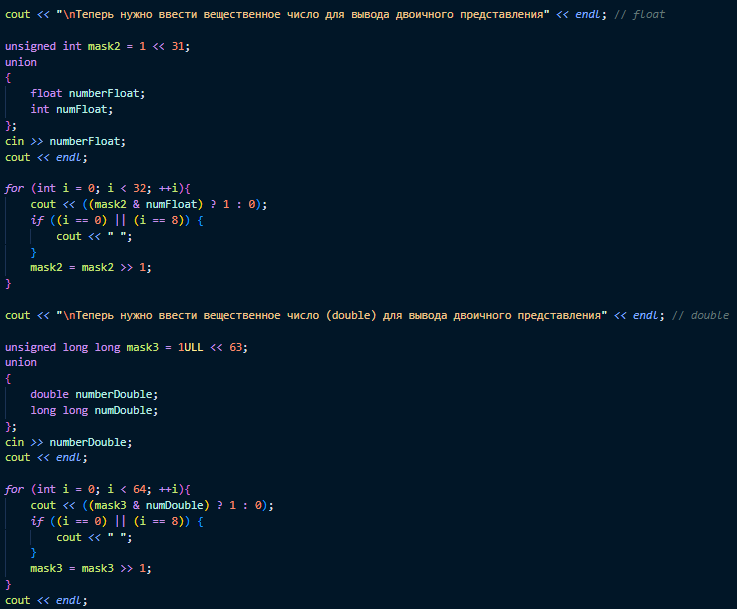 cout << "\nТеперь нужно ввести вещественное число для вывода двоичного представления" << endl; // float
unsigned int mask2 = 1 << 31;
union
{
    float numberFloat;
    int numFloat;
};
cin >> numberFloat;
cout << endl;
for (int i = 0; i < 32; ++i){
    cout << ((mask2 & numFloat) ? 1 : 0);
    if ((i == 0) || (i == 8)) {
        cout << " ";
    }
    mask2 = mask2 >> 1;
}
cout << "\nТеперь нужно ввести вещественное число (double) для вывода двоичного представления" << endl; // double
unsigned long long mask3 = 1ULL << 63;
union
{
    double numberDouble;
    long long numDouble;
};
cin >> numberDouble;
cout << endl;
for (int i = 0; i < 64; ++i){
    cout << ((mask3 & numDouble) ? 1 : 0);
    if ((i == 0) || (i == 8)) {
        cout << " ";
    }
    mask3 = mask3 >> 1;
}
cout << endl;